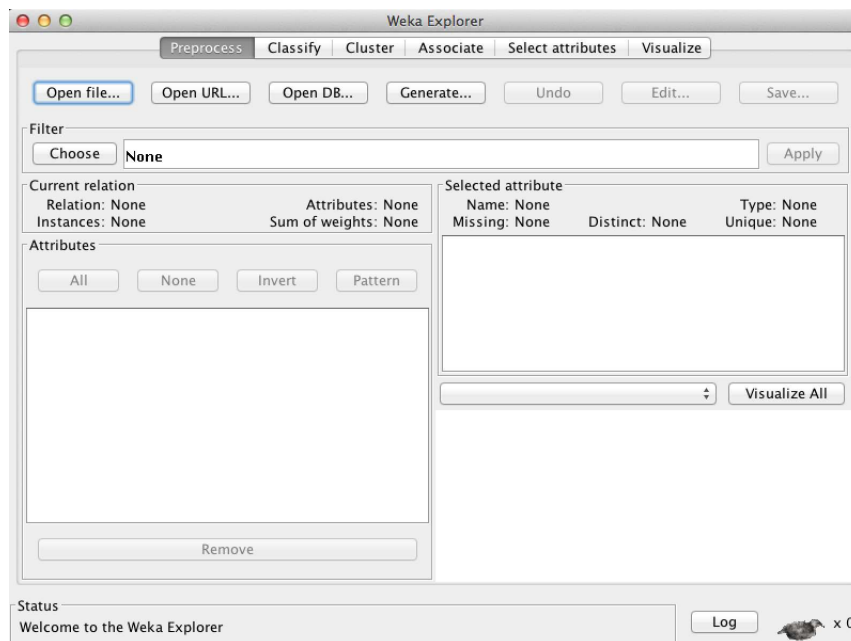 Weka Explorer
Preprocess Classify Cluster Associate Select attributes Visualize
Open file... Open URL... Open DB... Generate... Undo Edit... Save...
Filter
Choose None Apply
Current relation
Relation: None Attributes: None
Instances: None Sum of weights: None
Selected attribute
Name: None Type: None
Missing: None Distinct: None Unique: None
Attributes
All None Invert Pattern
Visualize All
Remove
Status
Welcome to the Weka Explorer
Log x 0